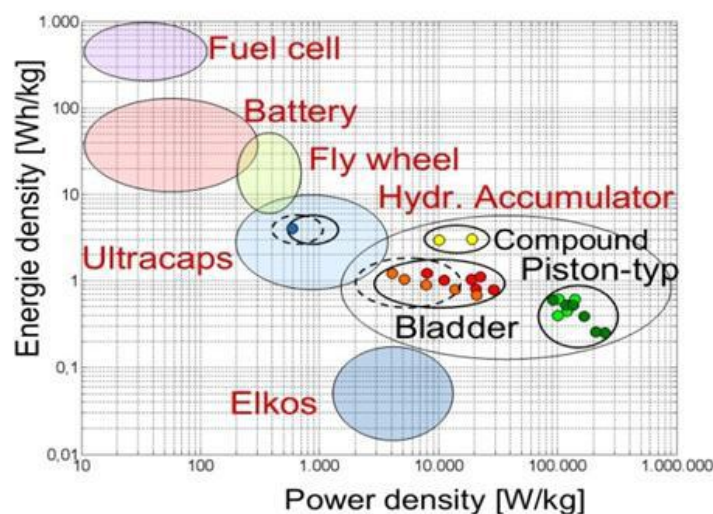 1.000
Fuel cell
100
Battery
Fly wheel
10
Hydr. Accumulator
Compound
Ultracaps
1
Piston-typ
Bladder
0,1
Elkos
0,01
10
100
1.000
10.000
100.000
1.000.000
Energie density [Wh/kg]
Power density [W/kg]